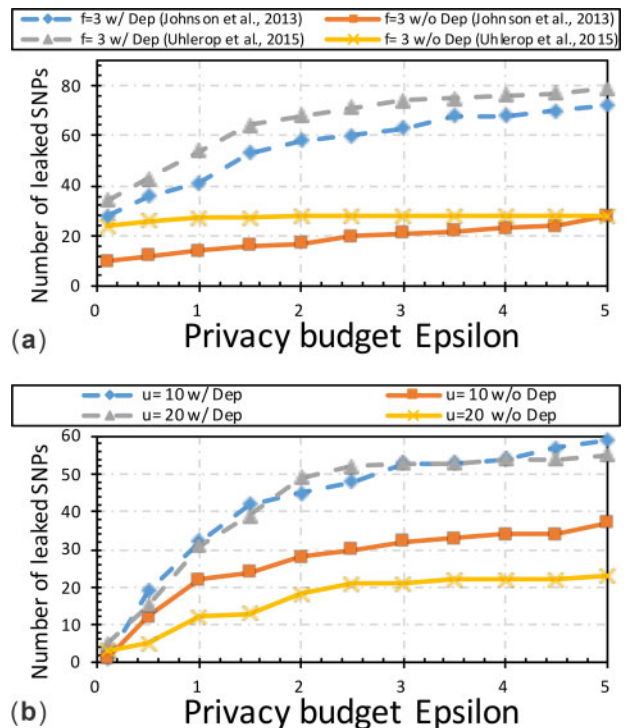 f=3 w/ Dep (Johnson et al., 2013) f=3 w/o Dep (Johnson et al., 2013)
f= 3 w/ Dep (Uhlerop et al., 2015) f= 3 w/o Dep (Uhlerop et al., 2015)
Number of leaked SNPs
80
60
40
20
0
0 1 2 3 4 5
(a) Privacy budget Epsilon
u= 10 w/ Dep u= 10 w/o Dep
u= 20 w/ Dep u=20 w/o Dep
Number of leaked SNPs
60
50
40
30
20
10
0
0 1 2 3 4 5
(b) Privacy budget Epsilon